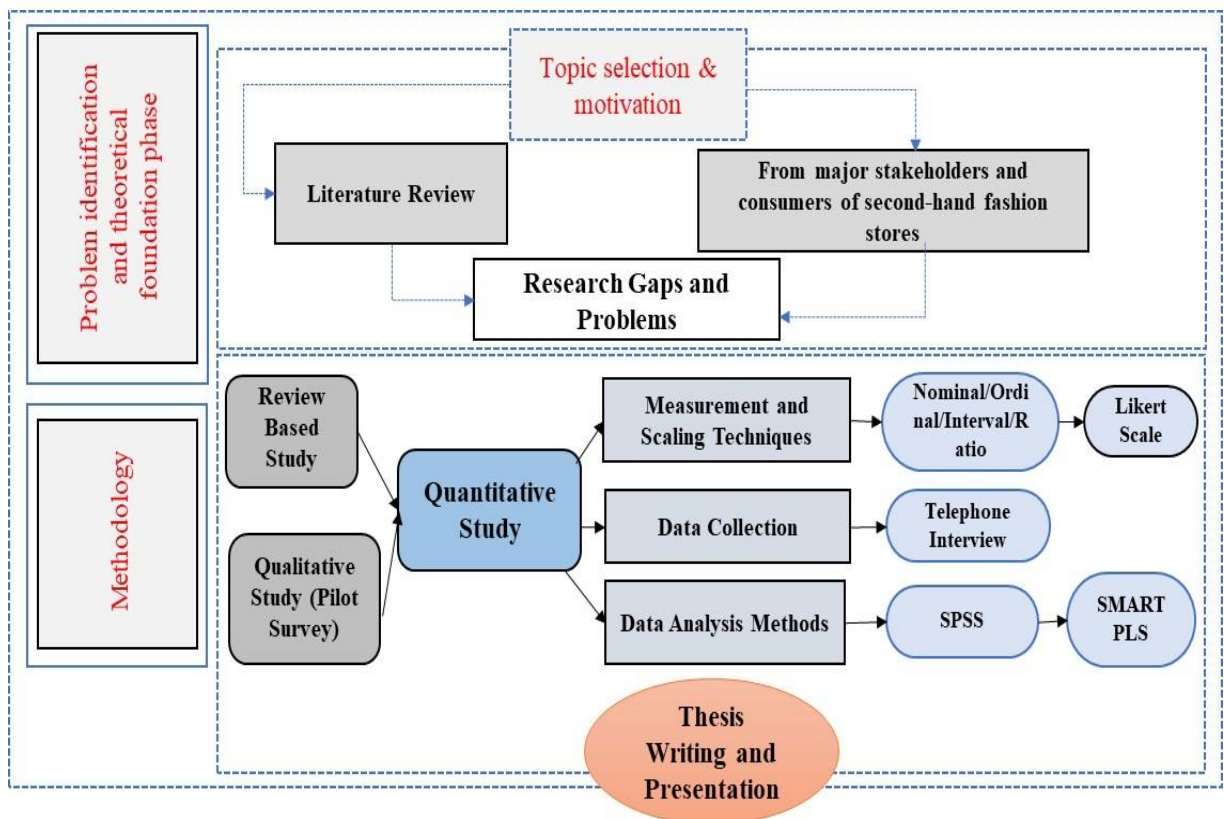 Problem identification
and theoretical
foundation phase
Topic selection &
motivation
Literature Review
From major stakeholders and
consumers of second-hand fashion
stores
Research Gaps and
Problems
Methodology
Review
Based
Study
Qualitative
Study (Pilot
Survey)
Quantitative
Study
Measurement and
Scaling Techniques
Nominal/Ordi
nal/Interval/R
atio
Likert
Scale
Data Collection
Telephone
Interview
Data Analysis Methods
SPSS
SMART
PLS
Thesis
Writing and
Presentation